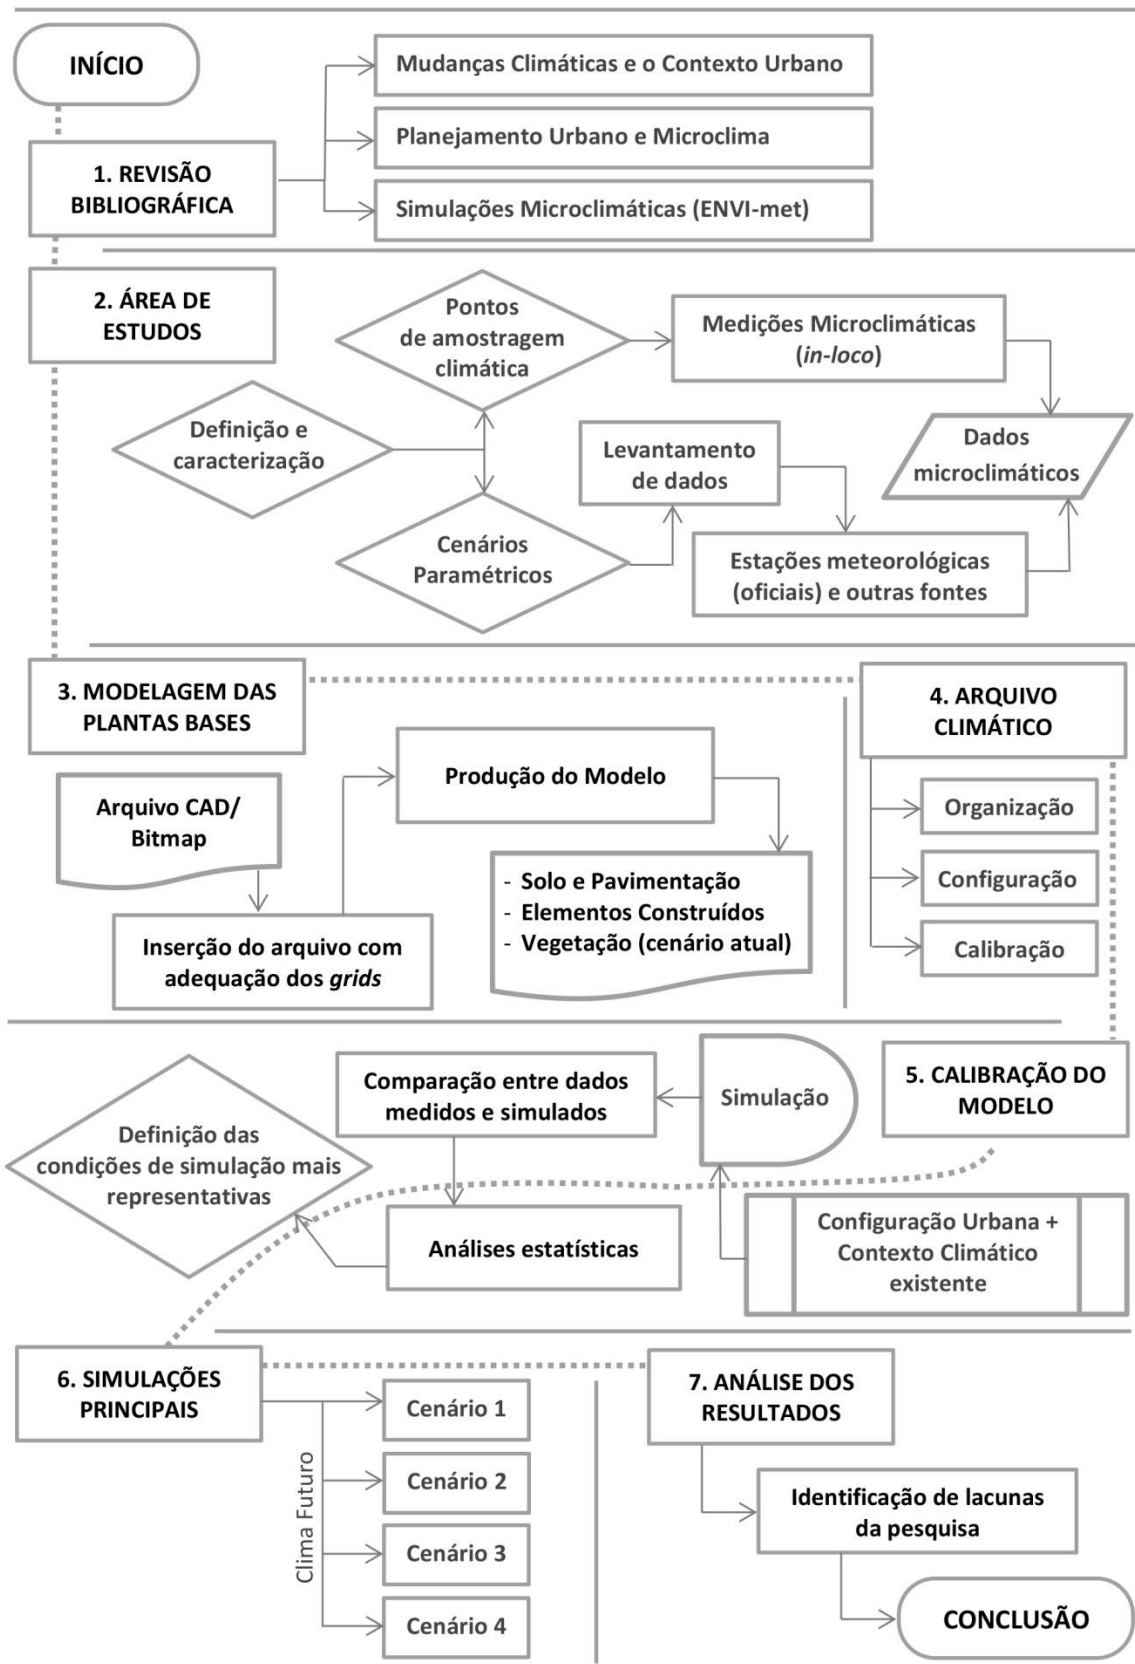 INÍCIO
Mudanças Climáticas e o Contexto Urbano
Planejamento Urbano e Microclima
1. REVISÃO
BIBLIOGRÁFICA
Simulações Microclimáticas (ENVI-met)
2. ÁREA DE
ESTUDOS
Pontos
de amostragem
climática
Medições Microclimáticas
(in-loco)
Definição e
caracterização
Levantamento
de dados
Dados
microclimáticos
Cenários
Paramétricos
Estações meteorológicas
(oficiais) e outras fontes
3. MODELAGEM DAS
PLANTAS BASES
4. ARQUIVO
CLIMÁTICO
Produção do Modelo
Arquivo CAD/
Bitmap
Organização
Configuração
Calibração
- Solo e Pavimentação
- Elementos Construídos
- Vegetação (cenário atual)
Inserção do arquivo com
adequação dos grids
5. CALIBRAÇÃO DO
MODELO
Simulação
Comparação entre dados
medidos e simulados
Definição das
condições de simulação mais
representativas
Análises estatísticas
Configuração Urbana +
Contexto Climático
existente
6. SIMULAÇÕES
PRINCIPAIS
Clima Futuro
Cenário 1
Cenário 2
Cenário 3
Cenário 4
7. ANÁLISE DOS
RESULTADOS
Identificação de lacunas
da pesquisa
CONCLUSÃO